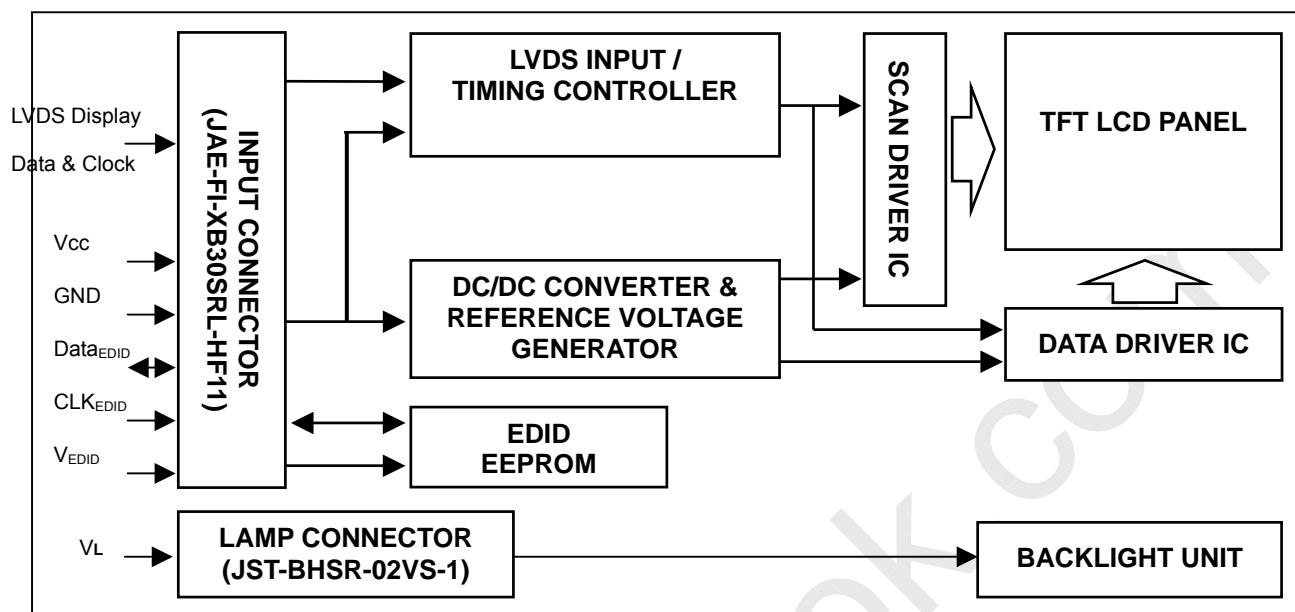 LVDS INPUT /
TIMING CONTROLLER
SCAN DRIVER IC
TFT LCD PANEL
LVDS Display
Data & Clock
INPUT CONNECTOR
(JAE-FI-XB30SRL-HF11)
Vcc
GND
DataEDID
CLKEDID
VEDID
DC/DC CONVERTER &
REFERENCE VOLTAGE
GENERATOR
DATA DRIVER IC
EDID
EEPROM
VL
LAMP CONNECTOR
(JST-BHSR-02VS-1)
BACKLIGHT UNIT